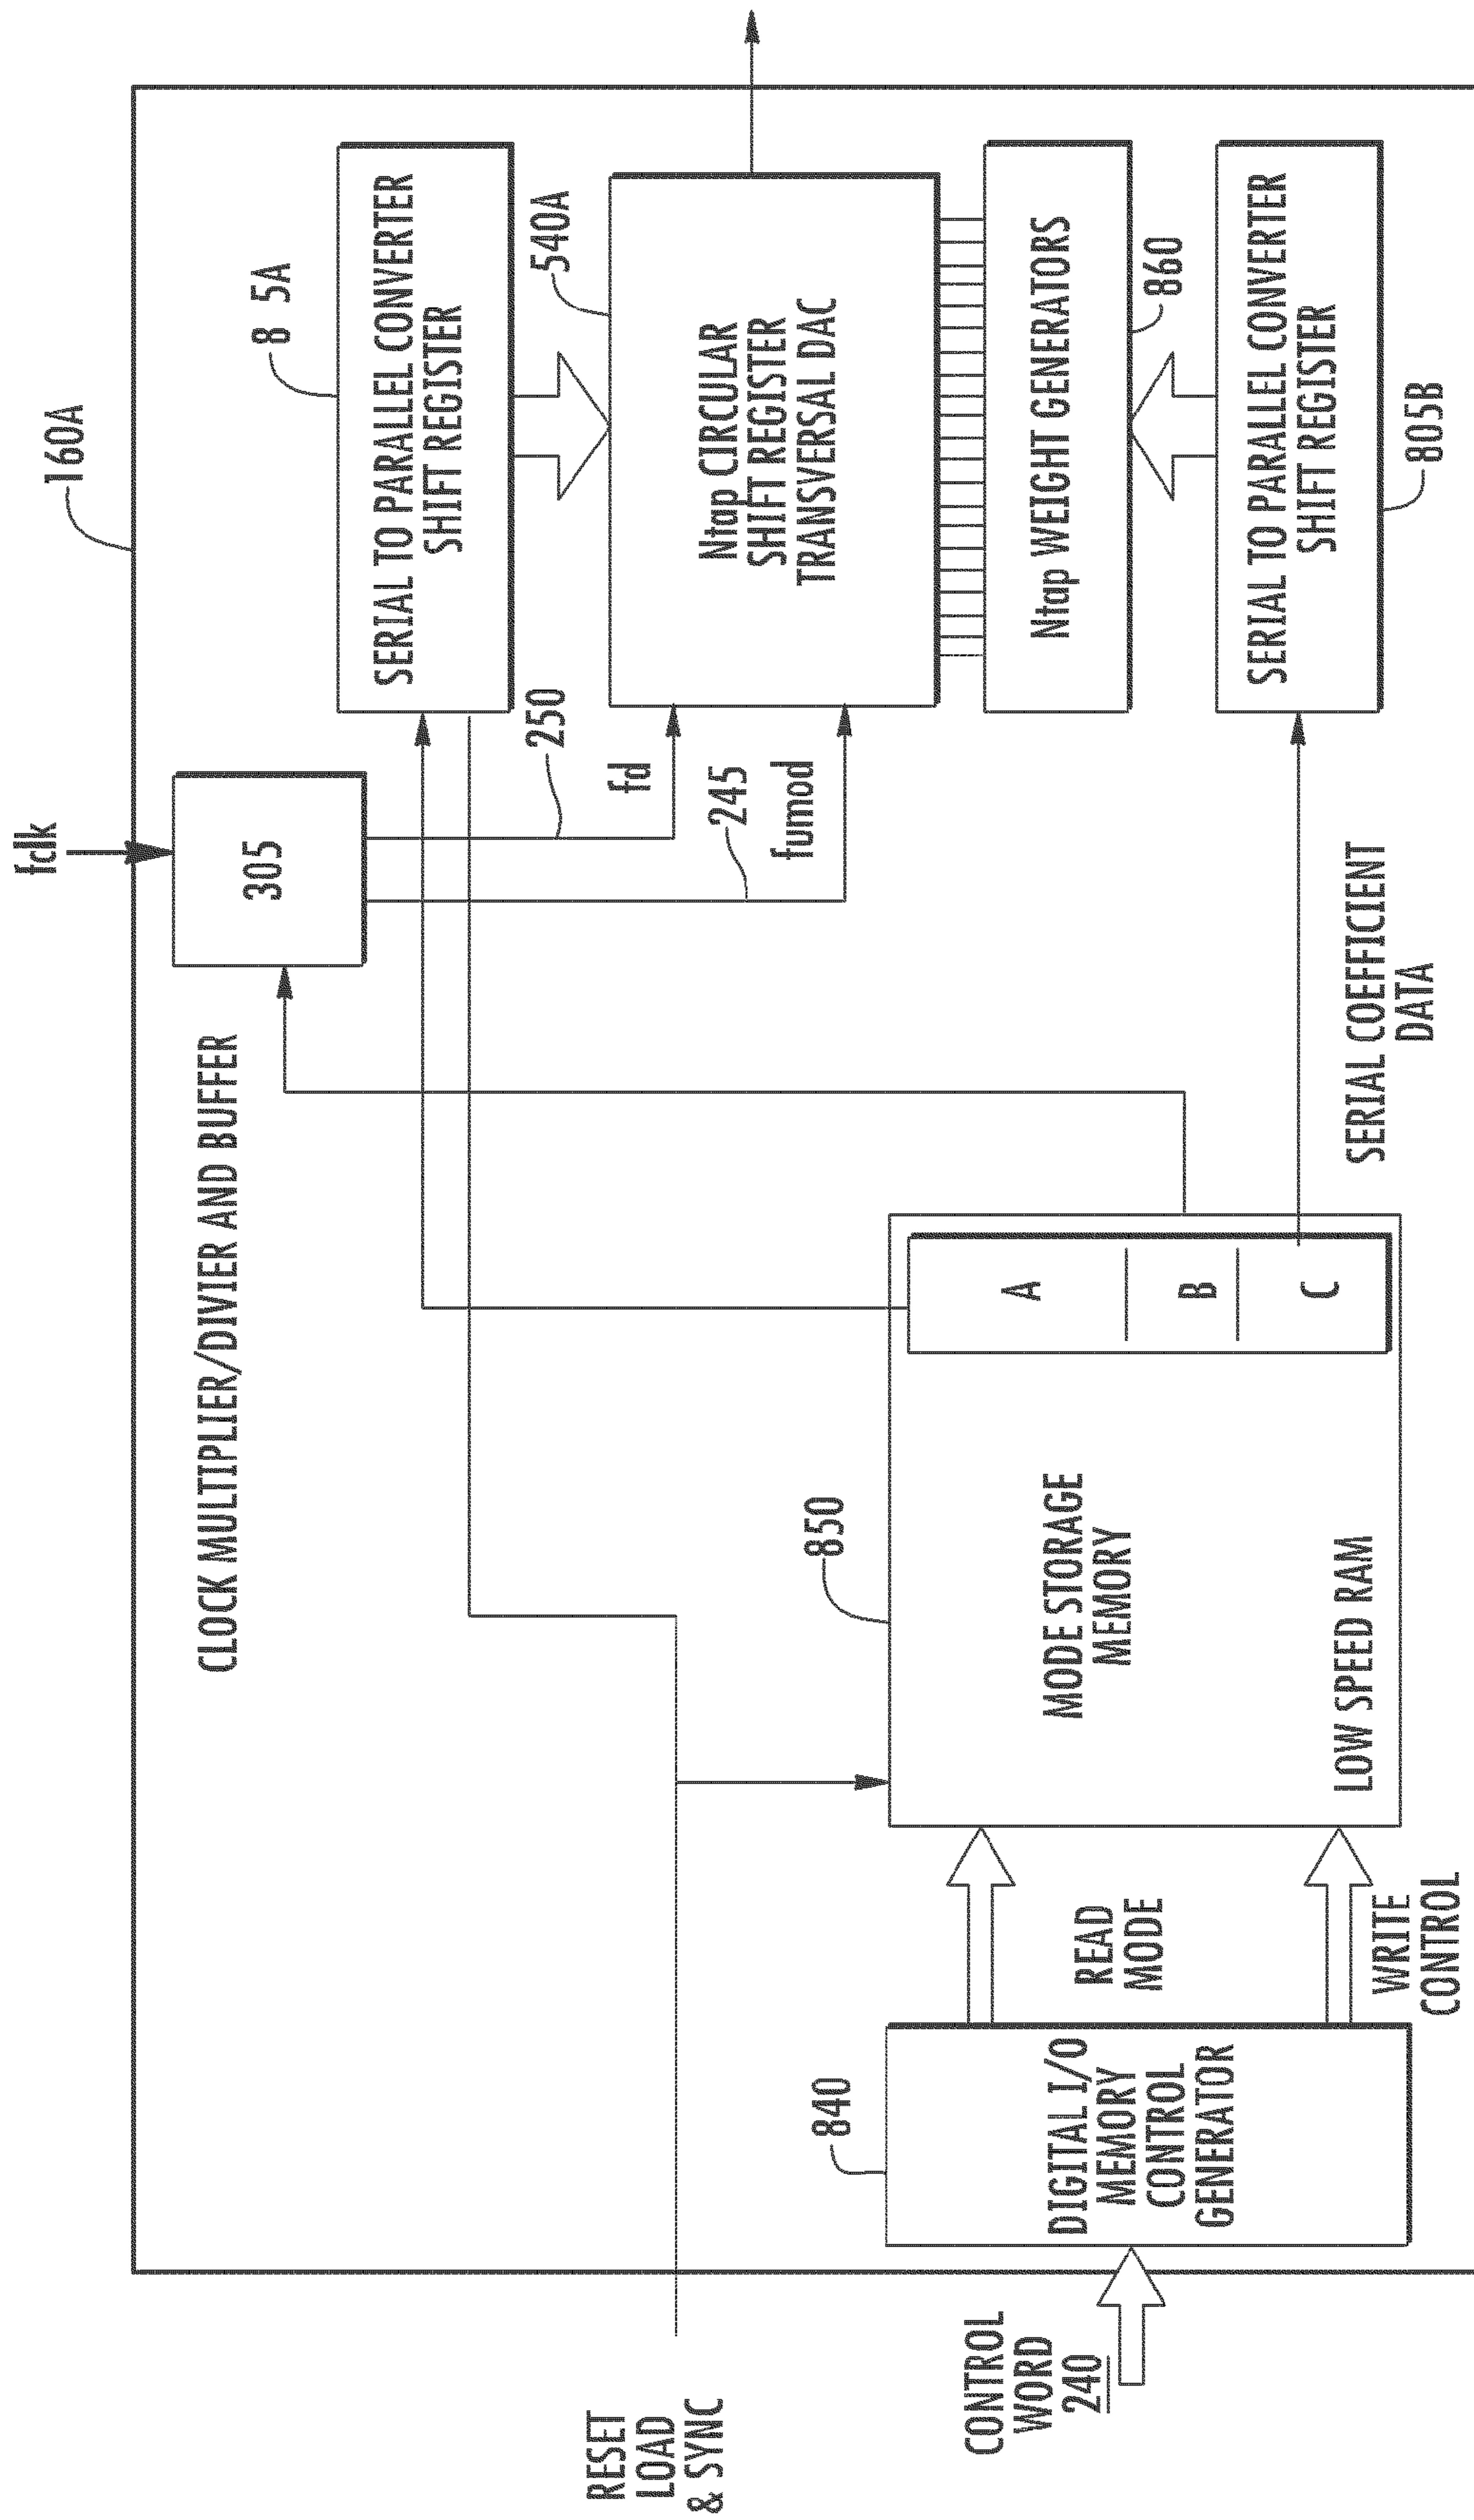 160A
fclk
305
CLOCK MULTIPLIER/DIVIER AND BUFFER
8 5A
SERIAL TO PARALLEL CONVERTER
SHIFT REGISTER
250
fd
245
fumod
540A
Ntap CIRCULAR
SHIFT REGISTER
TRANSVERSAL DAC
Ntap WEIGHT GENERATORS
860
SERIAL TO PARALLEL CONVERTER
SHIFT REGISTER
805B
SERIAL COEFFICIENT
DATA
RESET
LOAD
& SYNC
850
MODE STORAGE
MEMORY
LOW SPEED RAM
A
B
C
READ
MODE
WRITE
CONTROL
840
DIGITAL I/O
MEMORY
CONTROL
GENERATOR
CONTROL
WORD
240